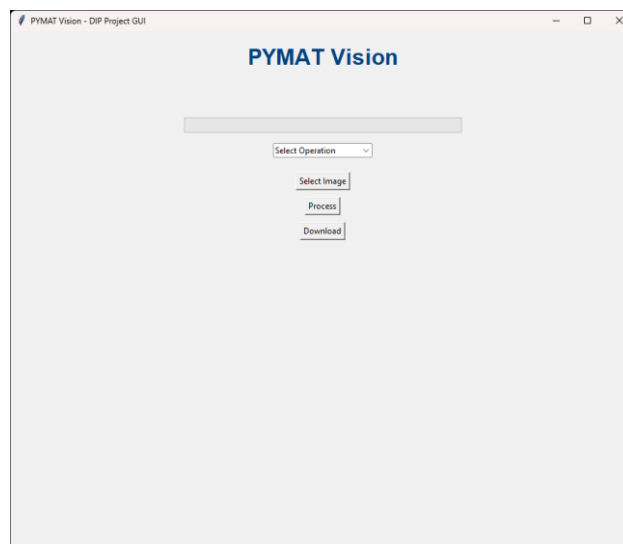 PYMAT Vision - DIP Project GUI
PYMAT Vision
Select Operation
Select Image
Process
Download